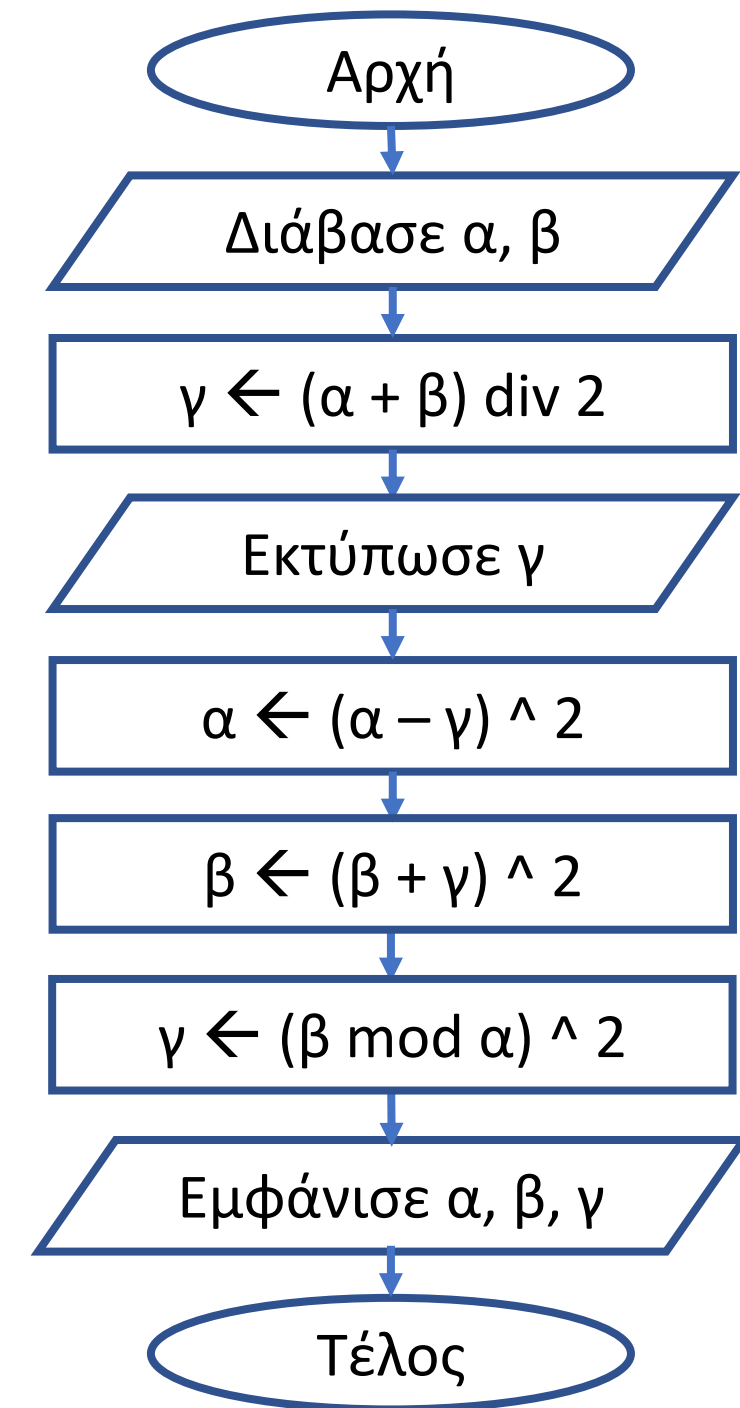 Αρχή
Διάβασε α, β
γ ← (α + β) div 2
Εκτύπωσε γ
α ← (α – γ) ^ 2
β ← (β + γ) ^ 2
γ ← (β mod α) ^ 2
Εμφάνισε α, β, γ
Τέλος